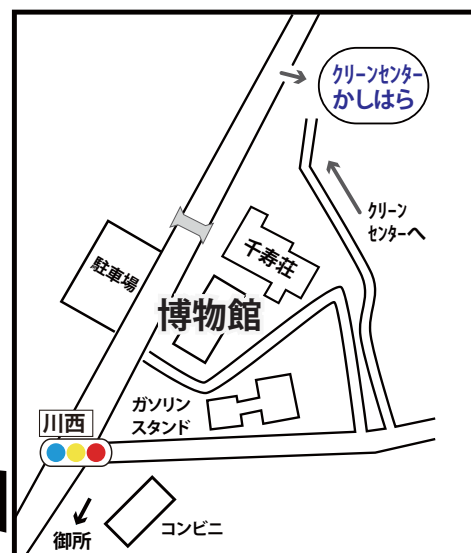 クリーンセンター
かしはら
クリーン
センターへ
千寿荘
駐車場
博物館
ガソリン
スタンド
川西
コンビニ
御所